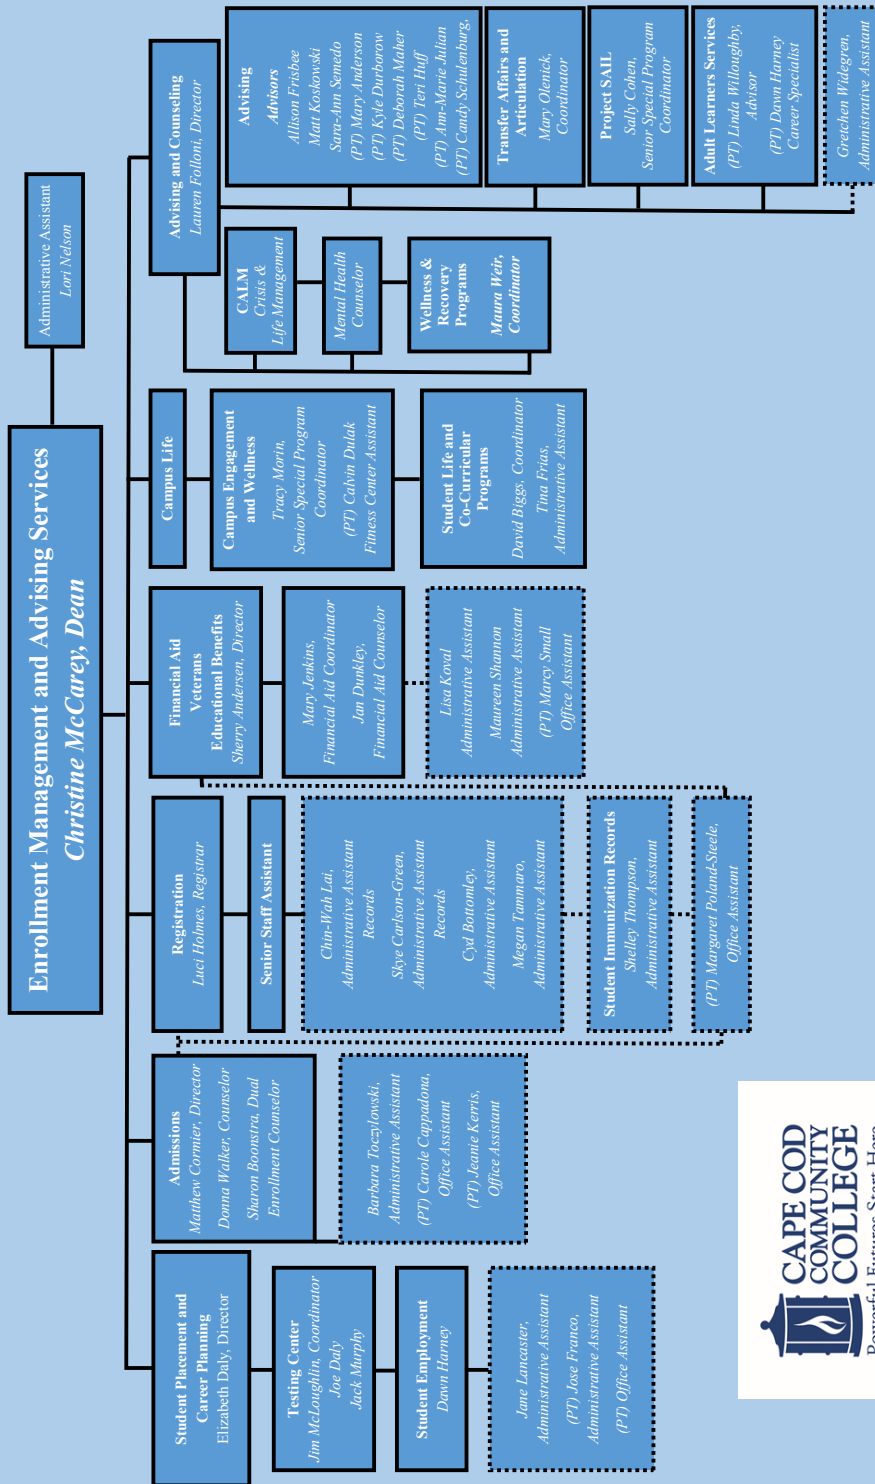 Enrollment Management and Advising Services
Christine McCarey, Dean
Administrative Assistant
Lori Nelson
Student Placement and
Career Planning
Elizabeth Daly, Director
Testing Center
Jim McLoughlin, Coordinator
Joe Daly
Jack Murphy
Student Employment
Dawn Harney
Jane Lancaster,
Administrative Assistant
(PT) Jose Franco,
Administrative Assistant
(PT) Office Assistant
Admissions
Matthew Cormier, Director
Donna Walker, Counselor
Sharon Boonstra, Dual
Enrollment Counselor
Barbara Toczylowski,
Administrative Assistant
(PT) Carole Cappadona,
Office Assistant
(PT) Jeanie Kerris,
Office Assistant
Registration
Luci Holmes, Registrar
Senior Staff Assistant
Chin-Wah Lai,
Administrative Assistant
Records
Skye Carlson-Green,
Administrative Assistant
Records
Cyd Bottomley,
Administrative Assistant
Megan Tammaro,
Administrative Assistant
Student Immunization Records
Shelley Thompson,
Administrative Assistant
(PT) Margaret Poland-Steele,
Office Assistant
Financial Aid
Veterans
Educational Benefits
Sherry Andersen, Director
Mary Jenkins,
Financial Aid Coordinator
Jan Dunkley,
Financial Aid Counselor
Lisa Koval
Administrative Assistant
Maureen Shannon
Administrative Assistant
(PT) Marcy Small
Office Assistant
Campus Life
Campus Engagement
and Wellness
Tracy Morin,
Senior Special Program
Coordinator
(PT) Calvin Dulak
Fitness Center Assistant
Student Life and
Co-Curricular
Programs
David Biggs, Coordinator
Tina Frias,
Administrative Assistant
Advising and Counseling
Lauren Folloni, Director
CALM
Crisis &
Life Management
Mental Health
Counselor
Wellness &
Recovery
Programs
Maura Weir,
Coordinator
Advising
Advisors
Allison Frisbee
Matt Koskowski
Sara-Ann Semedo
(PT) Mary Anderson
(PT) Kyle Durborow
(PT) Deborah Maher
(PT) Teri Huff
(PT) Ann-Marie Julian
(PT) Candy Schulenburg,
Transfer Affairs and
Articulation
Mary Olenick,
Coordinator
Project SAIL
Sally Cohen,
Senior Special Program
Coordinator
Adult Learners Services
(PT) Linda Willoughby,
Advisor
(PT) Dawn Harney
Career Specialist
Gretchen Widegren,
Administrative Assistant
CAPE COD
COMMUNITY
COLLEGE
Powerful Futures Start Here